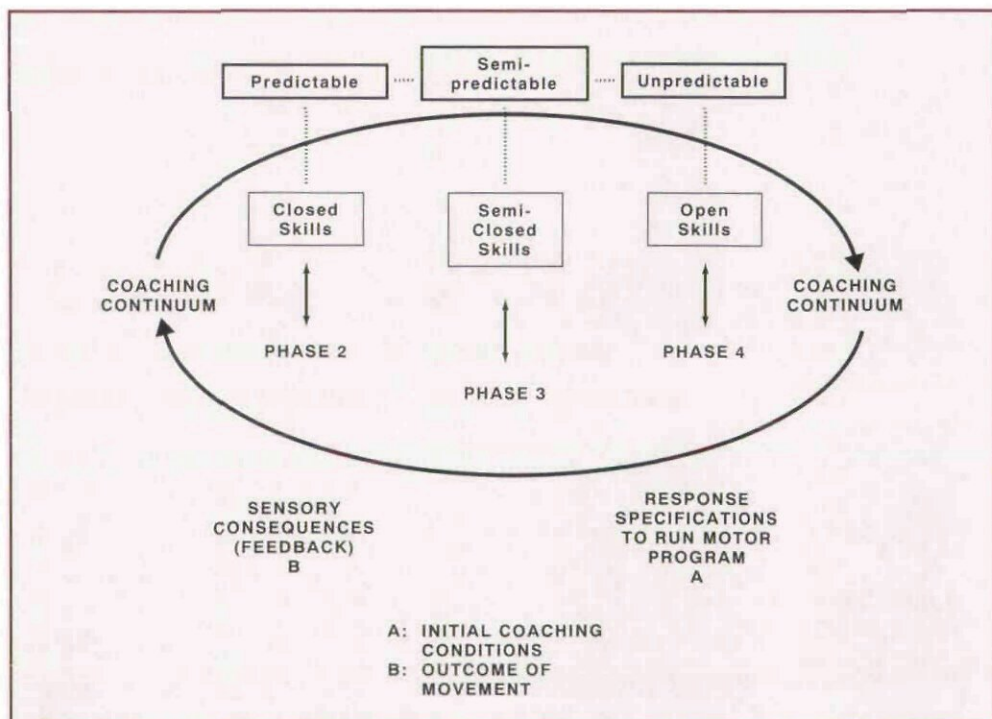 Predictable
Semi-
predictable
Unpredictable
Closed
Skills
Semi-
Closed
Skills
Open
Skills
COACHING
CONTINUUM
COACHING
CONTINUUM
PHASE 2
PHASE 3
PHASE 4
SENSORY
CONSEQUENCES
(FEEDBACK)
B
RESPONSE
SPECIFICATIONS
TO RUN MOTOR
PROGRAM
A
A: INITIAL COACHING
CONDITIONS
B: OUTCOME OF
MOVEMENT